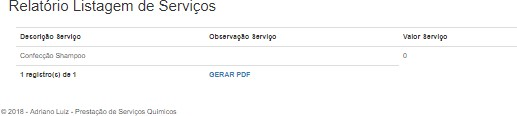 Relatório Listagem de Serviços
Descrição Serviço Observação Serviço Valor Serviço
Confecção Shampoo 0
1 registro(s) de 1 GERAR PDF
© 2018 - Adriano Luiz - Prestação de Serviços Químicos